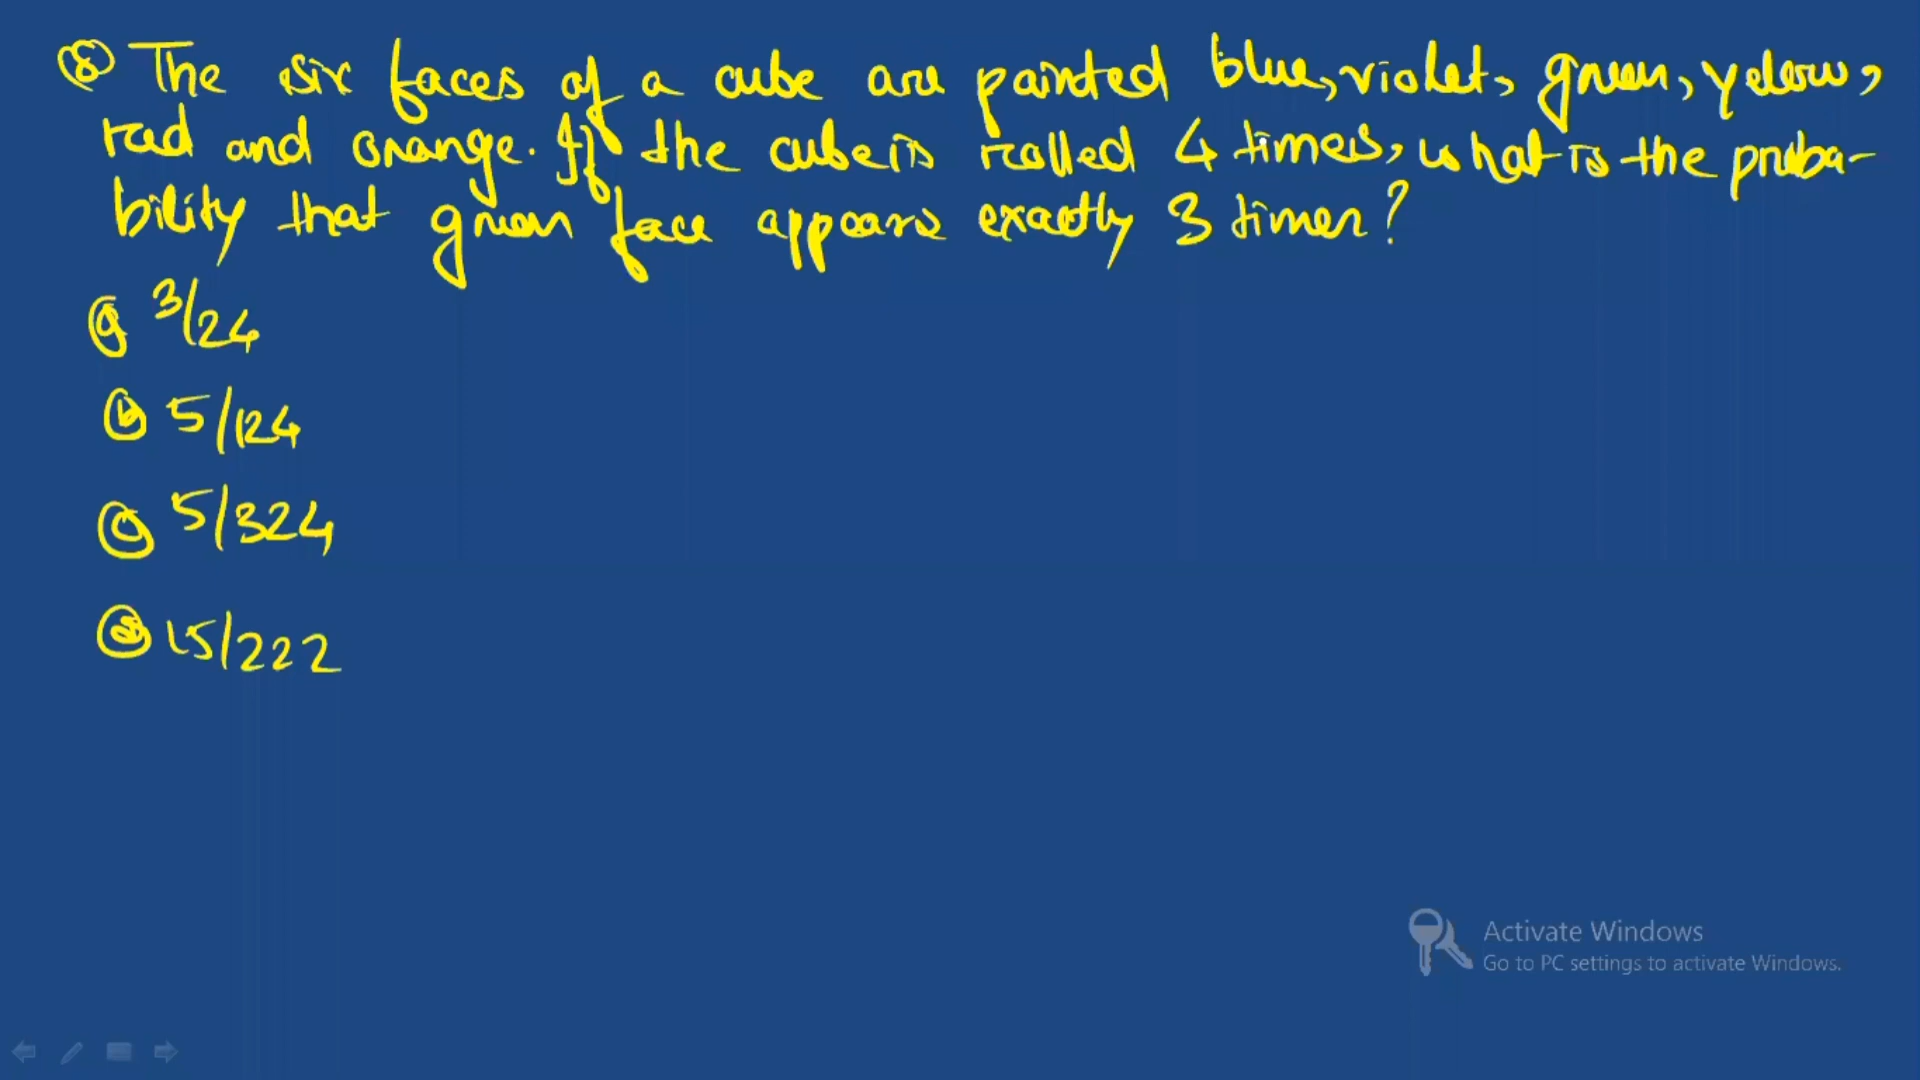 ⑧ The six faces of a cube are painted blue, violet, green, yelow,
red and orange. If the cube is rolled 4 times, what is the proba-
bility that green face appears exactly 3 times?
ⓐ 3/24
ⓑ 5/124
ⓒ 5/324
ⓓ 15/222
Activate Windows
Go to PC settings to activate Windows.